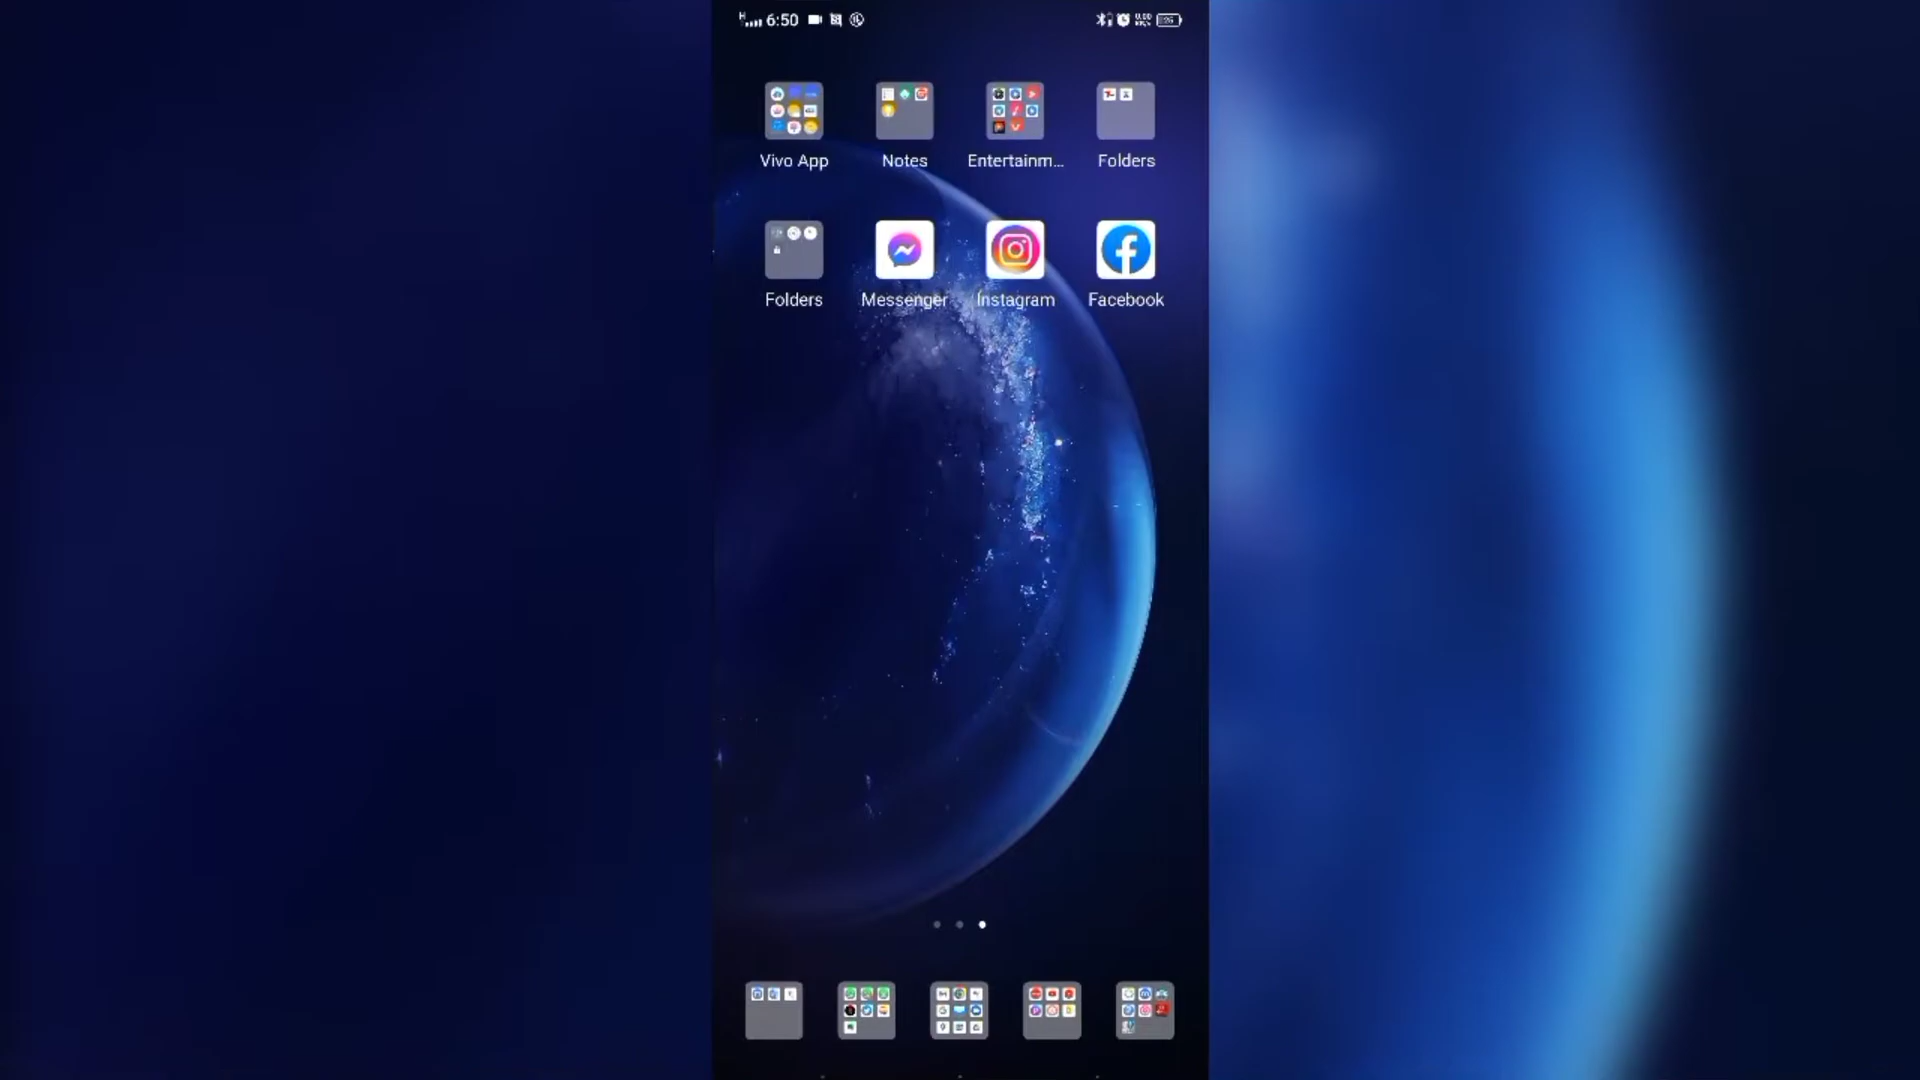 H 6:50
Vivo App Notes Entertainm... Folders
Folders Messenger Instagram Facebook